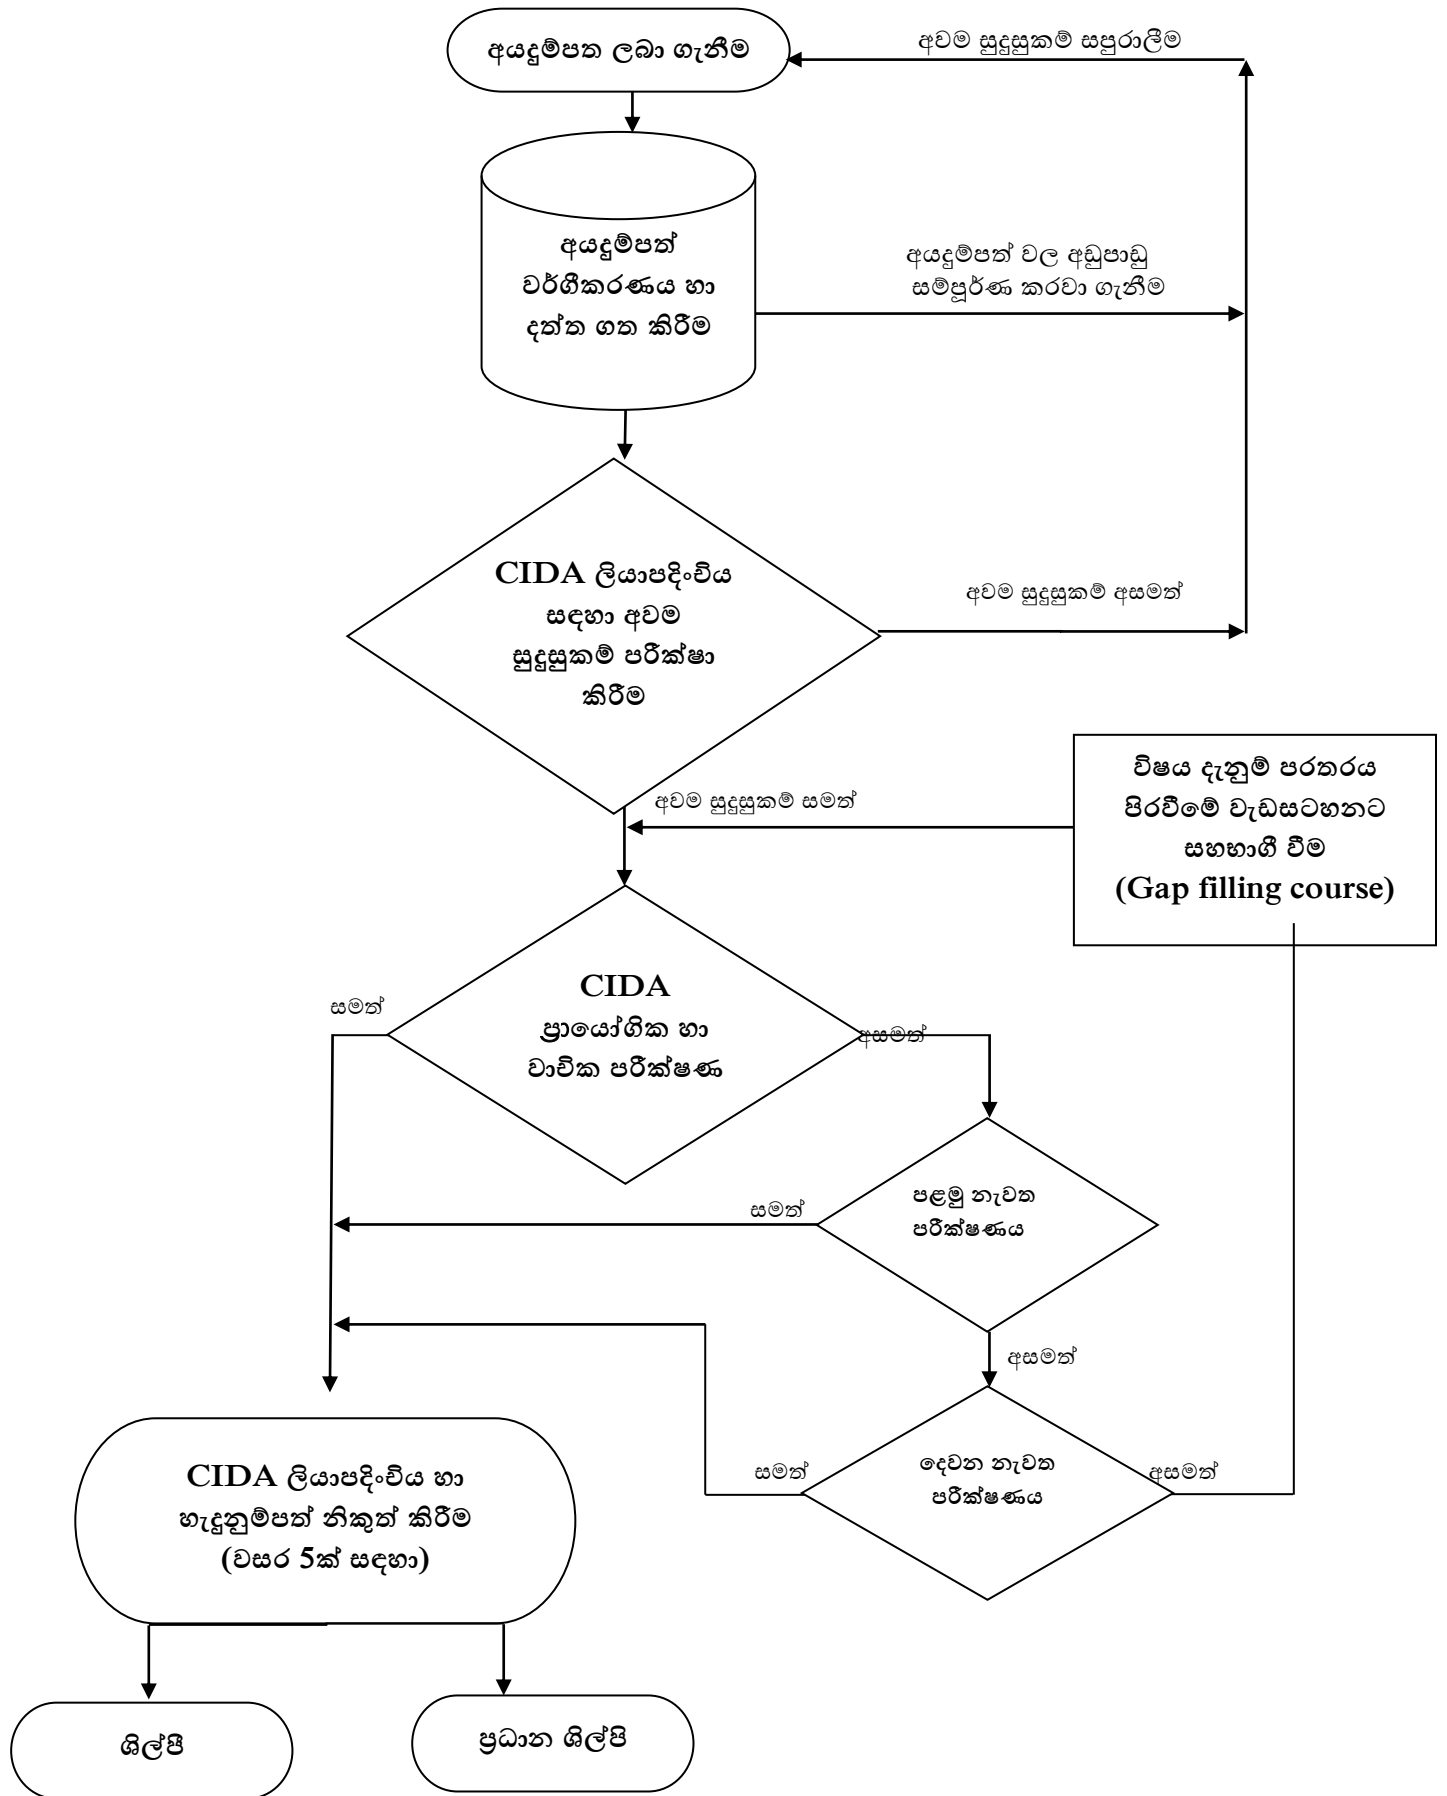 අයදුම්පත ලබා ගැනීම
අවම සුදුසුකම් සපුරාලීම
අයදුම්පත්
වර්ගීකරණය හා
දත්ත ගත කිරීම
අයදුම්පත් වල අඩුපාඩු
සම්පූර්ණ කරවා ගැනීම
CIDA ලියාපදිංචිය
සඳහා අවම
සුදුසුකම් පරීක්ෂා
කිරීම
අවම සුදුසුකම් අසමත්
විෂය දැනුම් පරතරය
පිරවීමේ වැඩසටහනට
සහභාගී වීම
(Gap filling course)
අවම සුදුසුකම් සමත්
CIDA
ප්‍රායෝගික හා
වාචික පරීක්ෂණ
සමත්
අසමත්
පළමු නැවත
පරීක්ෂණය
සමත්
අසමත්
දෙවන නැවත
පරීක්ෂණය
සමත්
අසමත්
CIDA ලියාපදිංචිය හා
හැදුනුම්පත් නිකුත් කිරීම
(වසර 5ක් සඳහා)
ශිල්පී
ප්‍රධාන ශිල්පි